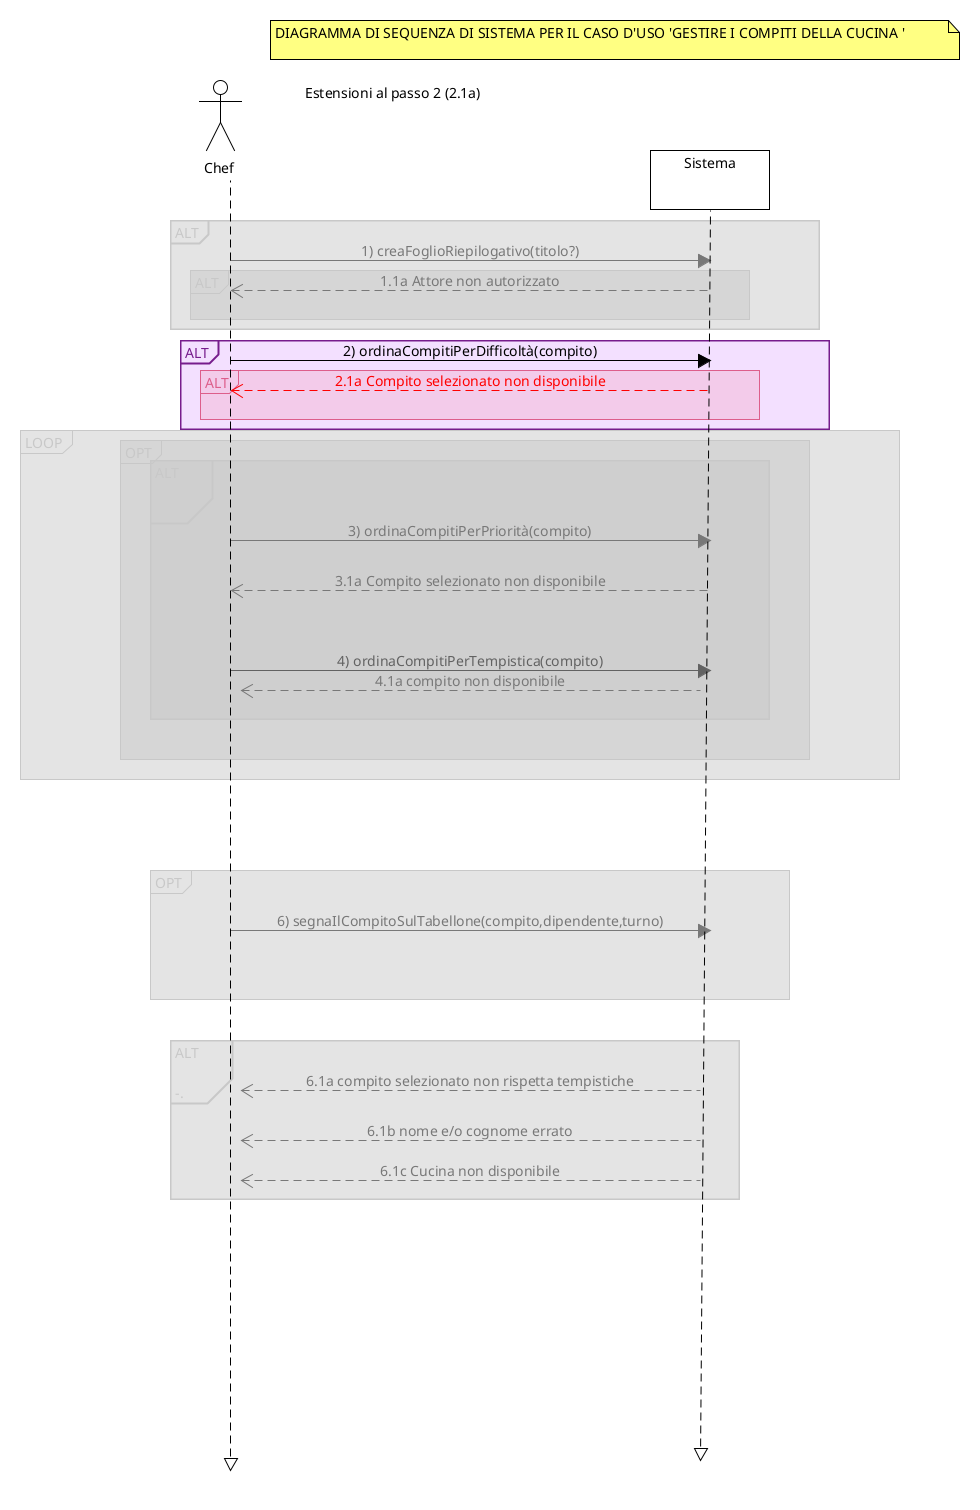 DIAGRAMMA DI SEQUENZA DI SISTEMA PER IL CASO D'USO 'GESTIRE I COMPITI DELLA CUCINA '
Estensioni al passo 2 (2.1a)
Chef
Sistema
ALT
1) creaFoglioRiepilogativo(titolo?)
ALT
1.1a Attore non autorizzato
ALT
2) ordinaCompitiPerDifficoltà(compito)
ALT
2.1a Compito selezionato non disponibile
LOOP
OPT
ALT
3) ordinaCompitiPerPriorità(compito)
3.1a Compito selezionato non disponibile
4) ordinaCompitiPerTempistica(compito)
4.1a compito non disponibile
OPT
6) segnaIlCompitoSulTabellone(compito,dipendente,turno)
ALT
6.1a compito selezionato non rispetta tempistiche
-.
6.1b nome e/o cognome errato
6.1c Cucina non disponibile